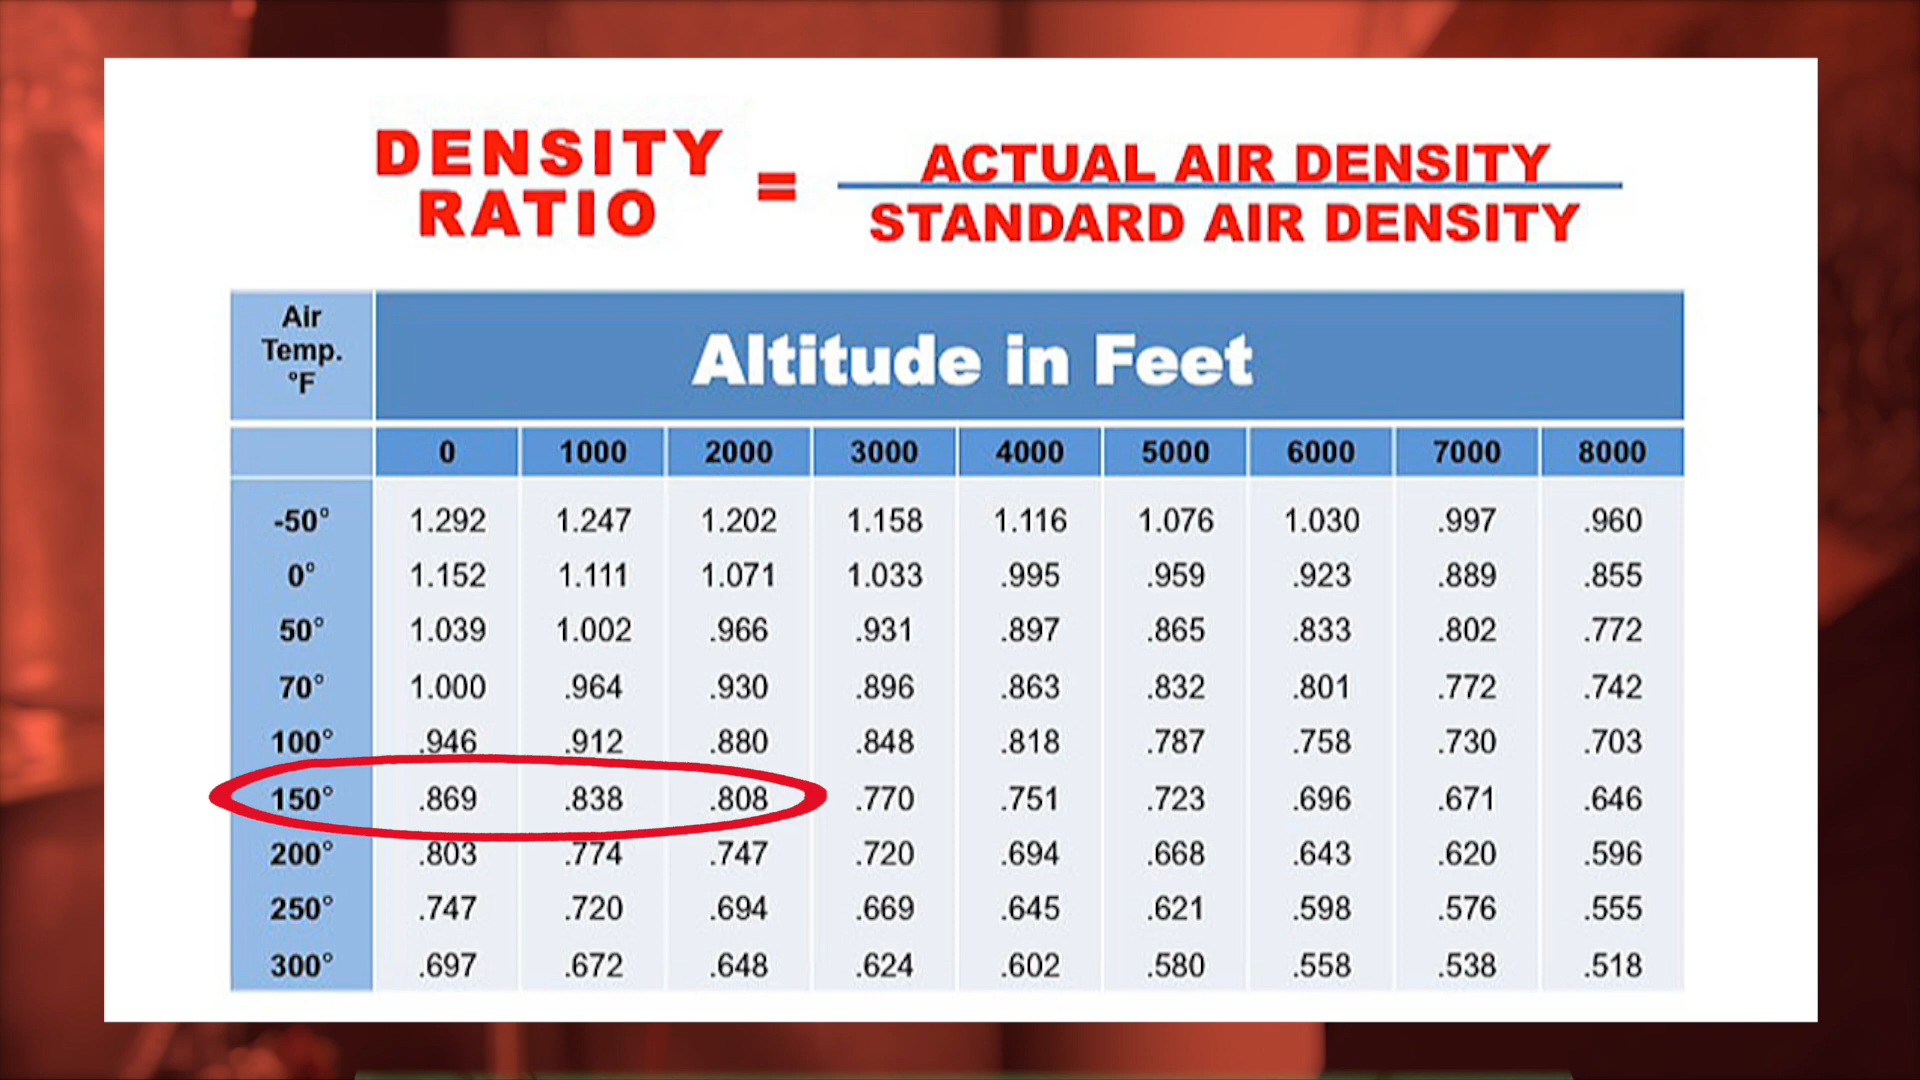 DENSITY RATIO = ACTUAL AIR DENSITY
STANDARD AIR DENSITY
Air Temp. °F
Altitude in Feet
0 1000 2000 3000 4000 5000 6000 7000 8000
-50° 1.292 1.247 1.202 1.158 1.116 1.076 1.030 .997 .960
0° 1.152 1.111 1.071 1.033 .995 .959 .923 .889 .855
50° 1.039 1.002 .966 .931 .897 .865 .833 .802 .772
70° 1.000 .964 .930 .896 .863 .832 .801 .772 .742
100° .946 .912 .880 .848 .818 .787 .758 .730 .703
150° .869 .838 .808 .770 .751 .723 .696 .671 .646
200° .803 .774 .747 .720 .694 .668 .643 .620 .596
250° .747 .720 .694 .669 .645 .621 .598 .576 .555
300° .697 .672 .648 .624 .602 .580 .558 .538 .518